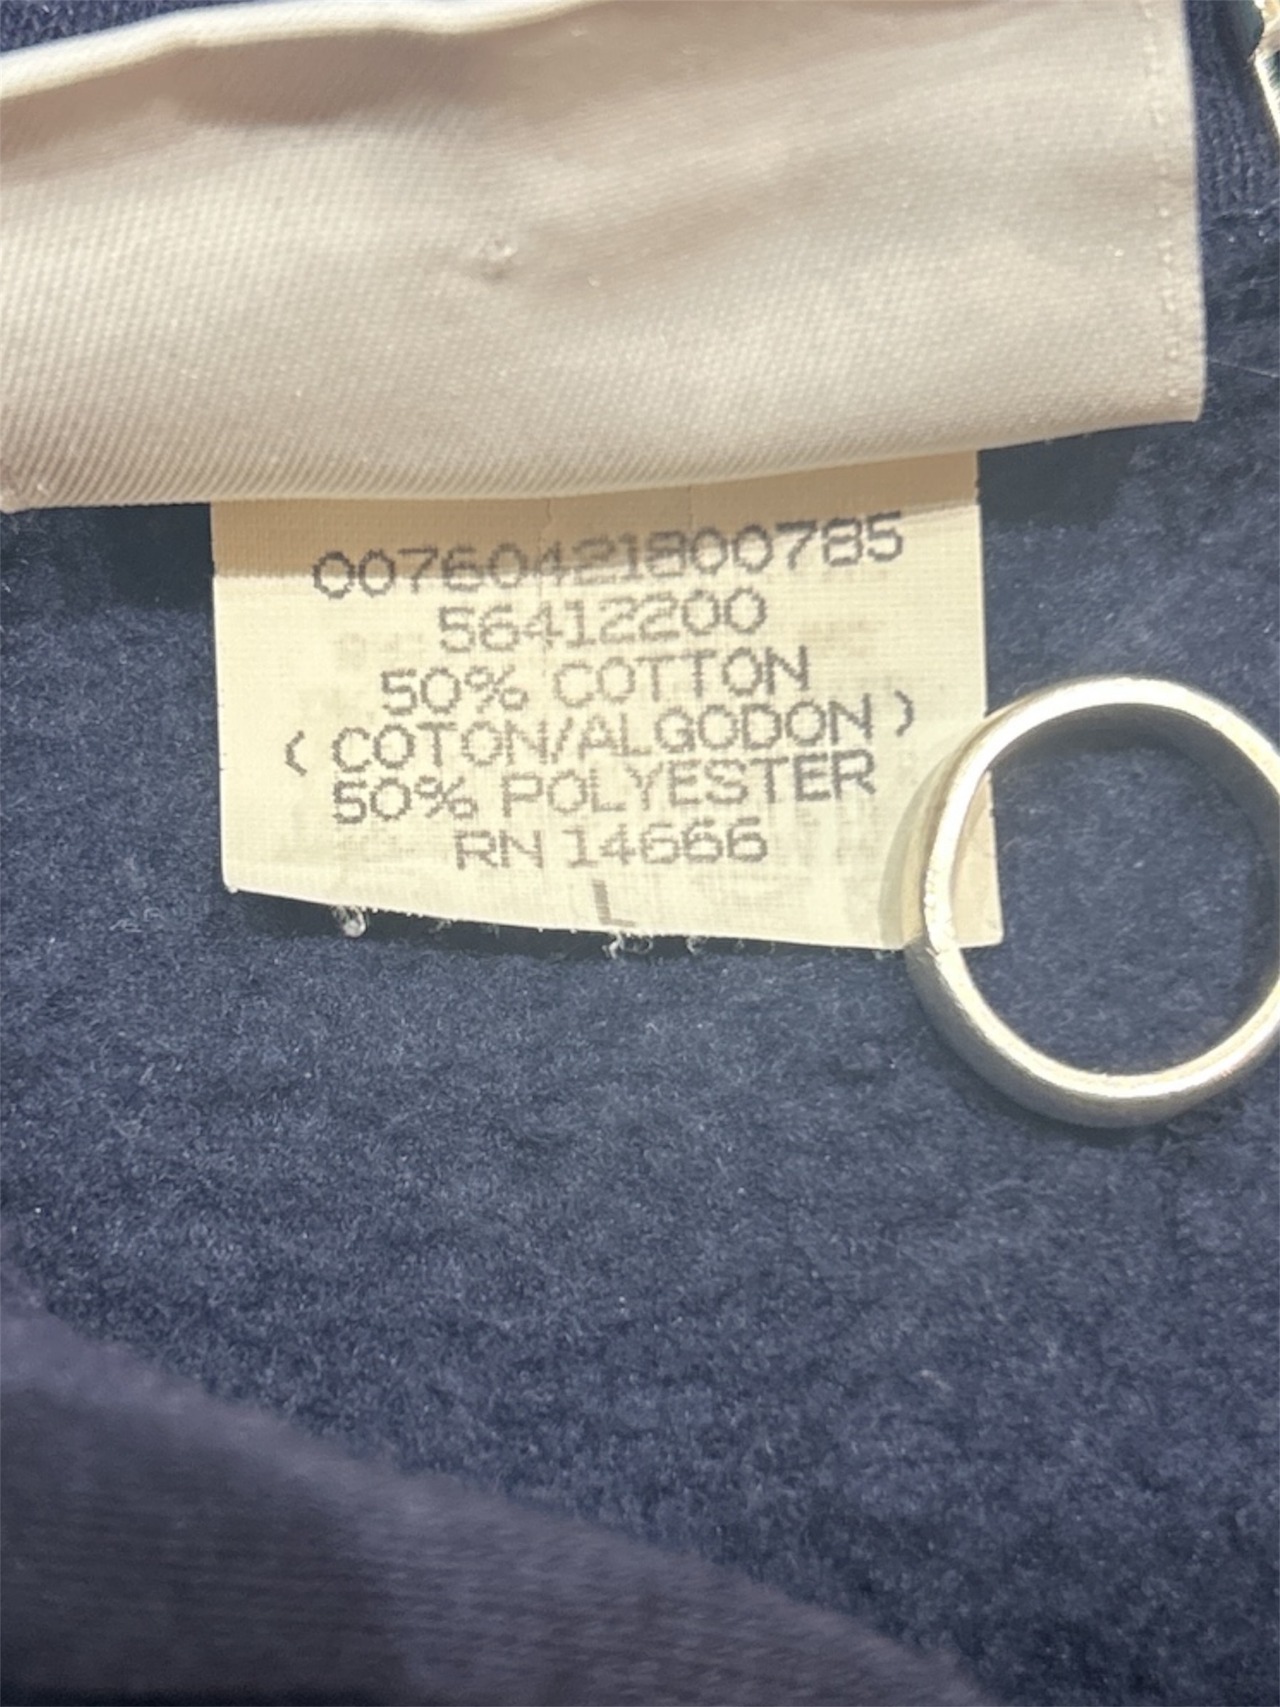 00760421800785
56412200
50% COTTON
(COTON/ALGODON)
50% POLYESTER
RN 14666
L